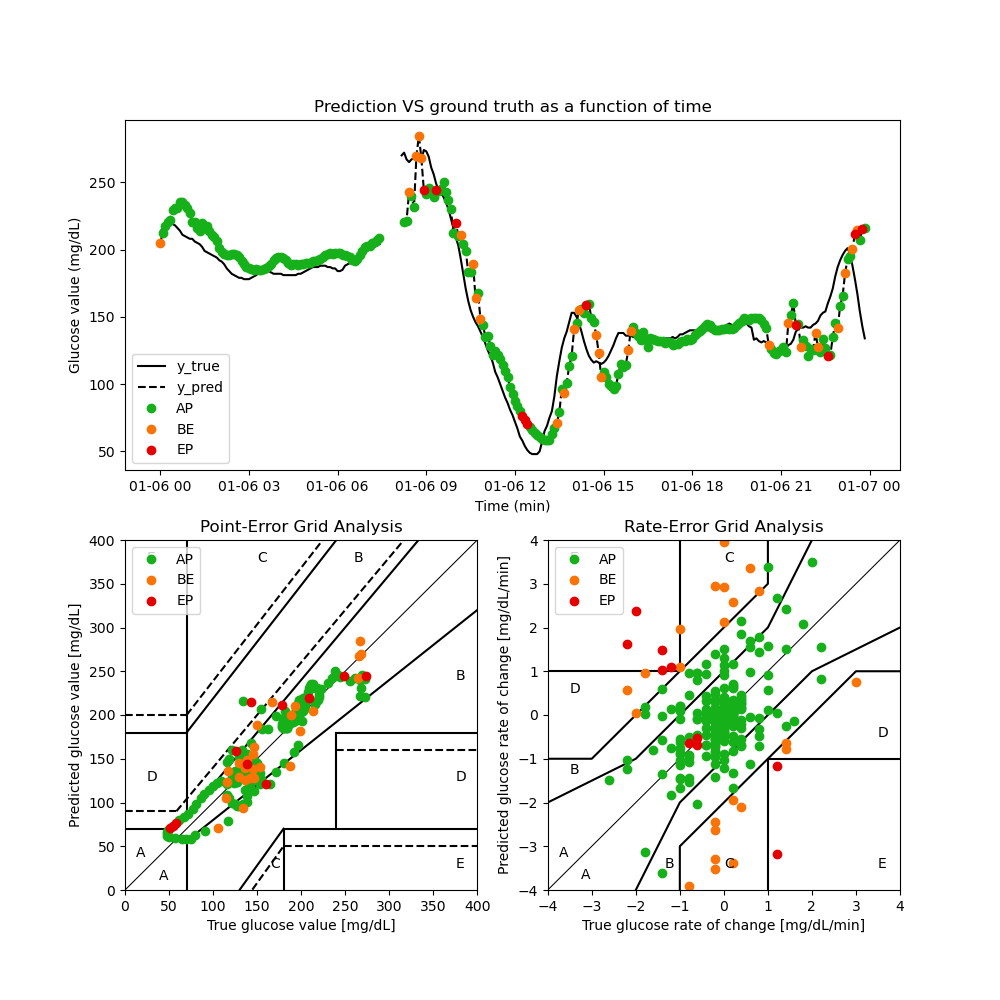 Prediction VS ground truth as a function of time
Glucose value (mg/dL)
250
200
150
100
50
y_true
y_pred
AP
BE
EP
01-06 00 01-06 03 01-06 06 01-06 09 01-06 12 01-06 15 01-06 18 01-06 21 01-07 00
Time (min)
Point-Error Grid Analysis
Predicted glucose value [mg/dL]
400
350
300
250
200
150
100
50
0
AP
BE
EP
C
B
B
D
D
A
A
C
E
0 50 100 150 200 250 300 350 400
True glucose value [mg/dL]
Rate-Error Grid Analysis
Predicted glucose rate of change [mg/dL/min]
4
3
2
1
0
−1
−2
−3
−4
AP
BE
EP
C
D
D
B
A
A
B
C
E
−4 −3 −2 −1 0 1 2 3 4
True glucose rate of change [mg/dL/min]